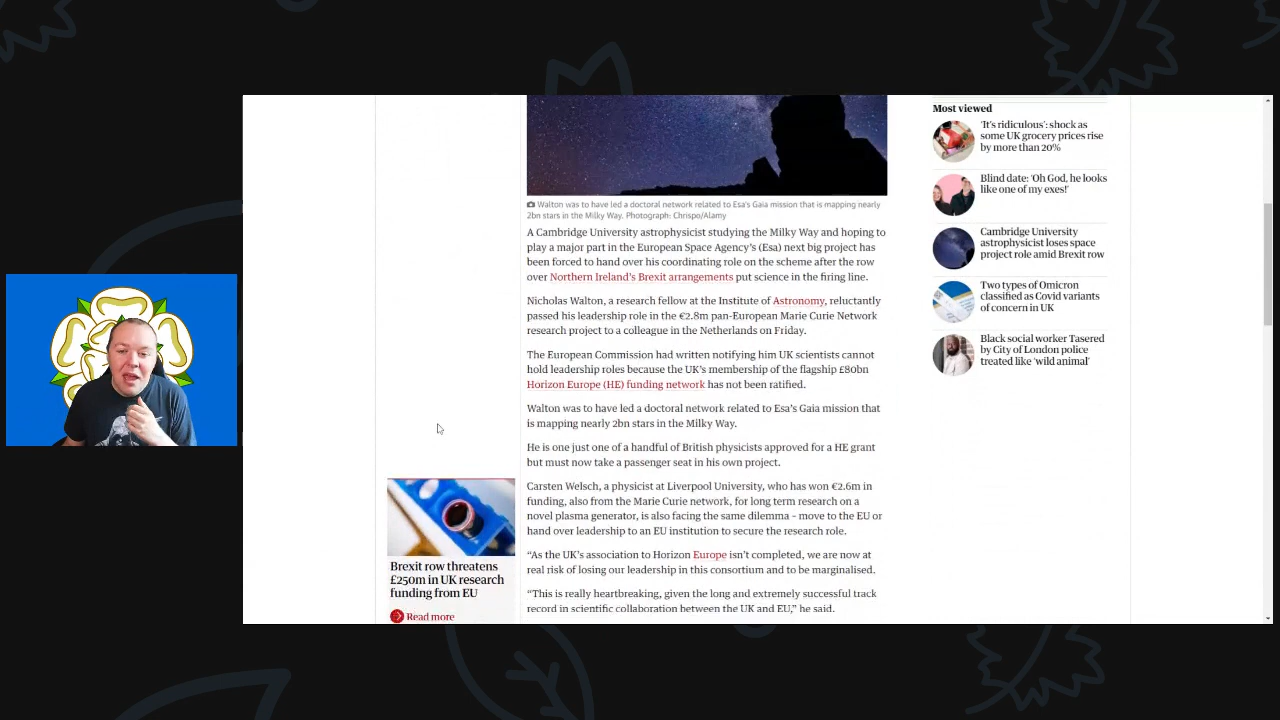 Walton was to have led a doctoral network related to Esa's Gaia mission that is mapping nearly
2bn stars in the Milky Way. Photograph: Chrispo/Alamy
A Cambridge University astrophysicist studying the Milky Way and hoping to
play a major part in the European Space Agency's (Esa) next big project has
been forced to hand over his coordinating role on the scheme after the row
over Northern Ireland's Brexit arrangements put science in the firing line.
Nicholas Walton, a research fellow at the Institute of Astronomy, reluctantly
passed his leadership role in the €2.8m pan-European Marie Curie Network
research project to a colleague in the Netherlands on Friday.
The European Commission had written notifying him UK scientists cannot
hold leadership roles because the UK's membership of the flagship £80bn
Horizon Europe (HE) funding network has not been ratified.
Walton was to have led a doctoral network related to Esa's Gaia mission that
is mapping nearly 2bn stars in the Milky Way.
He is one just one of a handful of British physicists approved for a HE grant
but must now take a passenger seat in his own project.
Carsten Welsch, a physicist at Liverpool University, who has won €2.6m in
funding, also from the Marie Curie network, for long term research on a
novel plasma generator, is also facing the same dilemma – move to the EU or
hand over leadership to an EU institution to secure the research role.
“As the UK's association to Horizon Europe isn't completed, we are now at
real risk of losing our leadership in this consortium and to be marginalised.
“This is really heartbreaking, given the long and extremely successful track
record in scientific collaboration between the UK and EU,” he said.
Brexit row threatens
£250m in UK research
funding from EU
Read more
Most viewed
'It's ridiculous': shock as
some UK grocery prices rise
by more than 20%
Blind date: 'Oh God, he looks
like one of my exes!'
Cambridge University
astrophysicist loses space
project role amid Brexit row
Two types of Omicron
classified as Covid variants
of concern in UK
Black social worker Tasered
by City of London police
treated like 'wild animal'